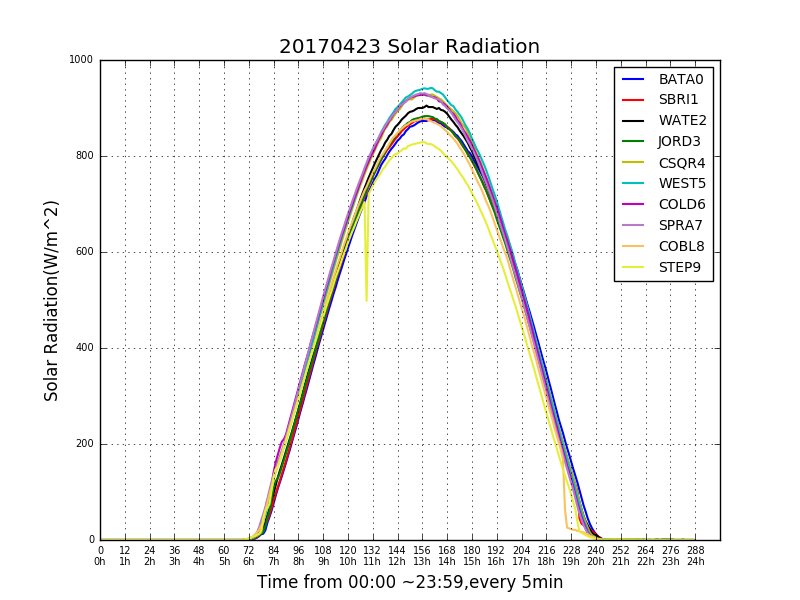 20170423 Solar Radiation
1000
800
600
400
200
0
Solar Radiation(W/m^2)
BATA0
SBRI1
WATE2
JORD3
CSQR4
WEST5
COLD6
SPRA7
COBL8
STEP9
0 12 24 36 48 60 72 84 96 108 120 132 144 156 168 180 192 204 216 228 240 252 264 276 288
0h 1h 2h 3h 4h 5h 6h 7h 8h 9h 10h 11h 12h 13h 14h 15h 16h 17h 18h 19h 20h 21h 22h 23h 24h
Time from 00:00 ~23:59,every 5min